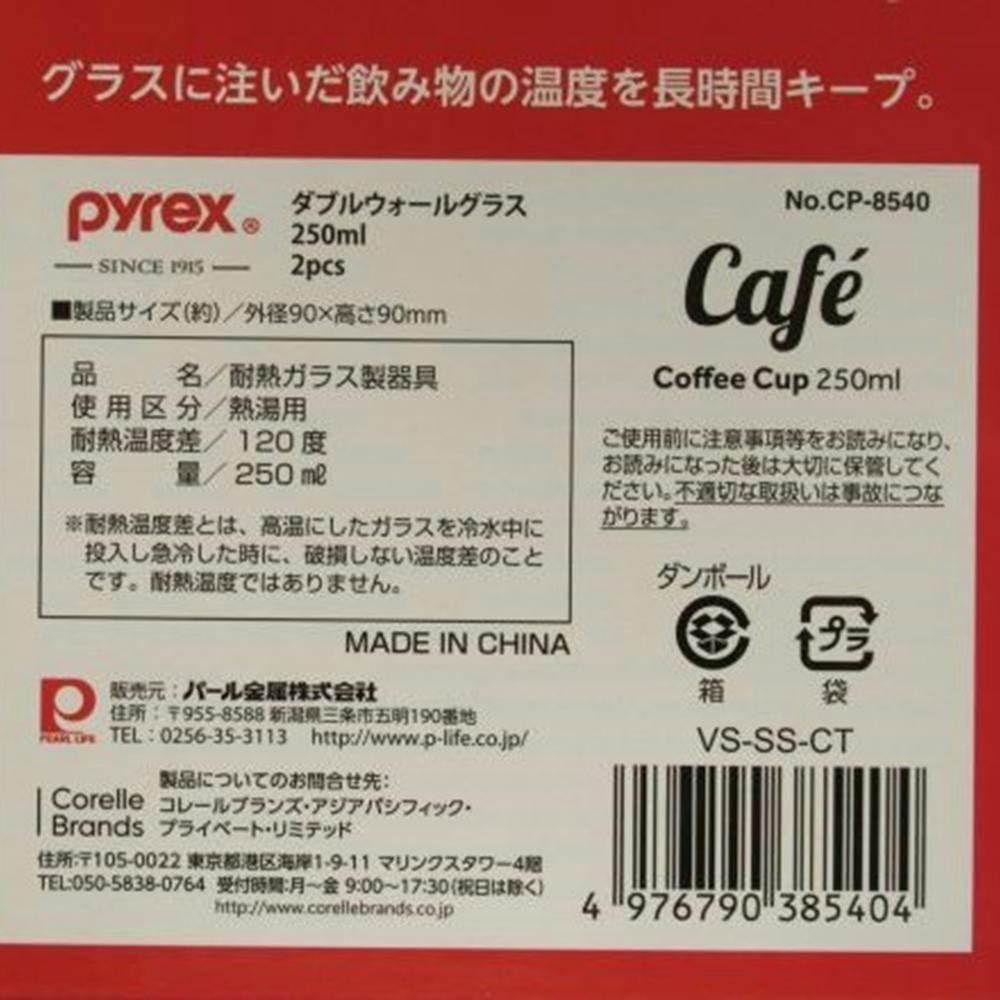 グラスに注いだ飲み物の温度を長時間キープ。
pyrex®
SINCE 1915
ダブルウォールグラス
250ml
2pcs
No.CP-8540
Café
Coffee Cup 250ml
■製品サイズ(約)/外径90×高さ90mm
品名/耐熱ガラス製器具
使用区分/熱湯用
耐熱温度差/120度
容量/250㎖
※耐熱温度差とは、高温にしたガラスを冷水中に
投入し急冷した時に、破損しない温度差のこと
です。耐熱温度ではありません。
MADE IN CHINA
ご使用前に注意事項等をお読みになり、
お読みになった後は大切に保管してく
ださい。不適切な取扱いは事故につな
がります。
ダンボール
プラ
箱
袋
VS-SS-CT
PEARL LIFE
販売元:パール金属株式会社
住所:〒955-8588 新潟県三条市五明190番地
TEL:0256-35-3113 http://www.p-life.co.jp/
Corelle
Brands
製品についてのお問合せ先:
コレールブランズ・アジアパシフィック・
プライベート・リミテッド
住所:〒105-0022 東京都港区海岸1-9-11 マリンクスタワー4階
TEL:050-5838-0764 受付時間:月~金 9:00~17:30(祝日は除く)
http://www.corellebrands.co.jp
4 976790 385404